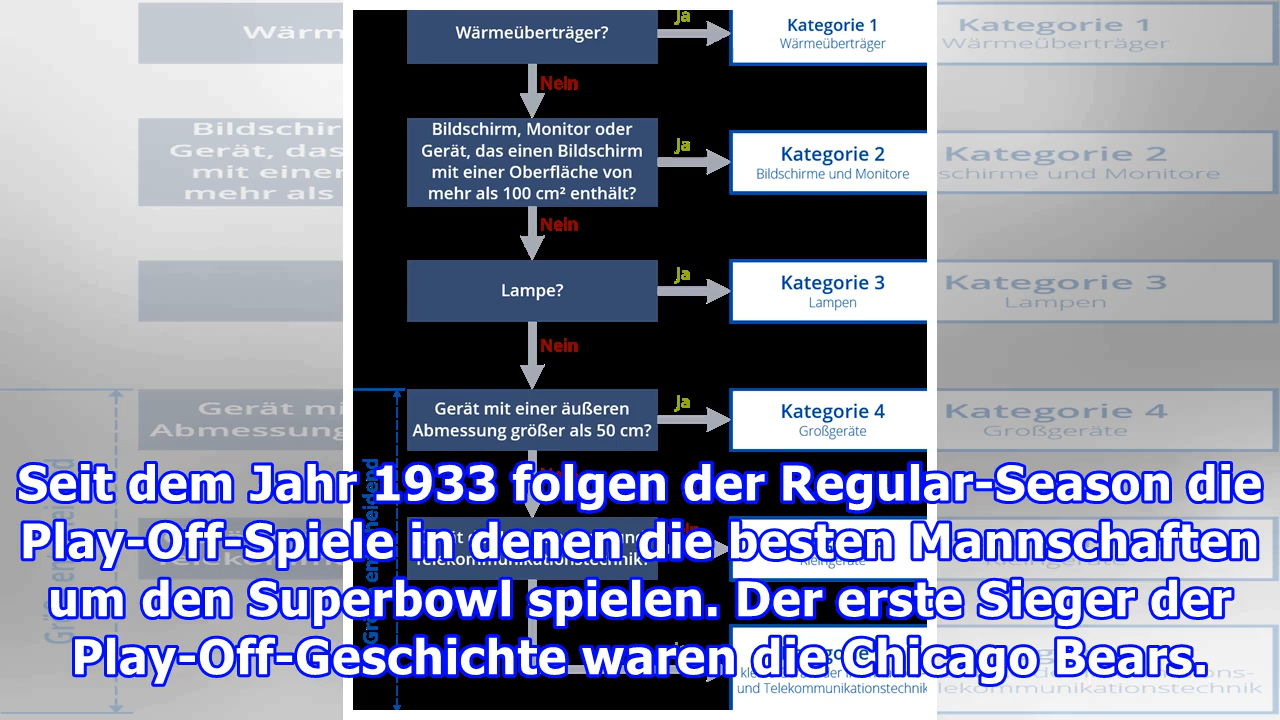 Wärmeüberträger?
Ja
Kategorie 1
Wärmeüberträger
Nein
Bildschirm, Monitor oder
Gerät, das einen Bildschirm
mit einer Oberfläche von
mehr als 100 cm² enthält?
Ja
Kategorie 2
Bildschirme und Monitore
Nein
Lampe?
Ja
Kategorie 3
Lampen
Nein
Gerät mit einer äußeren
Abmessung größer als 50 cm?
Ja
Kategorie 4
Großgeräte
Seit dem Jahr 1933 folgen der Regular-Season die
Play-Off-Spiele in denen die besten Mannschaften
um den Superbowl spielen. Der erste Sieger der
Play-Off-Geschichte waren die Chicago Bears.
Telekommunikationstechnik?
Kleingeräte
und Telekommunikationstechnik